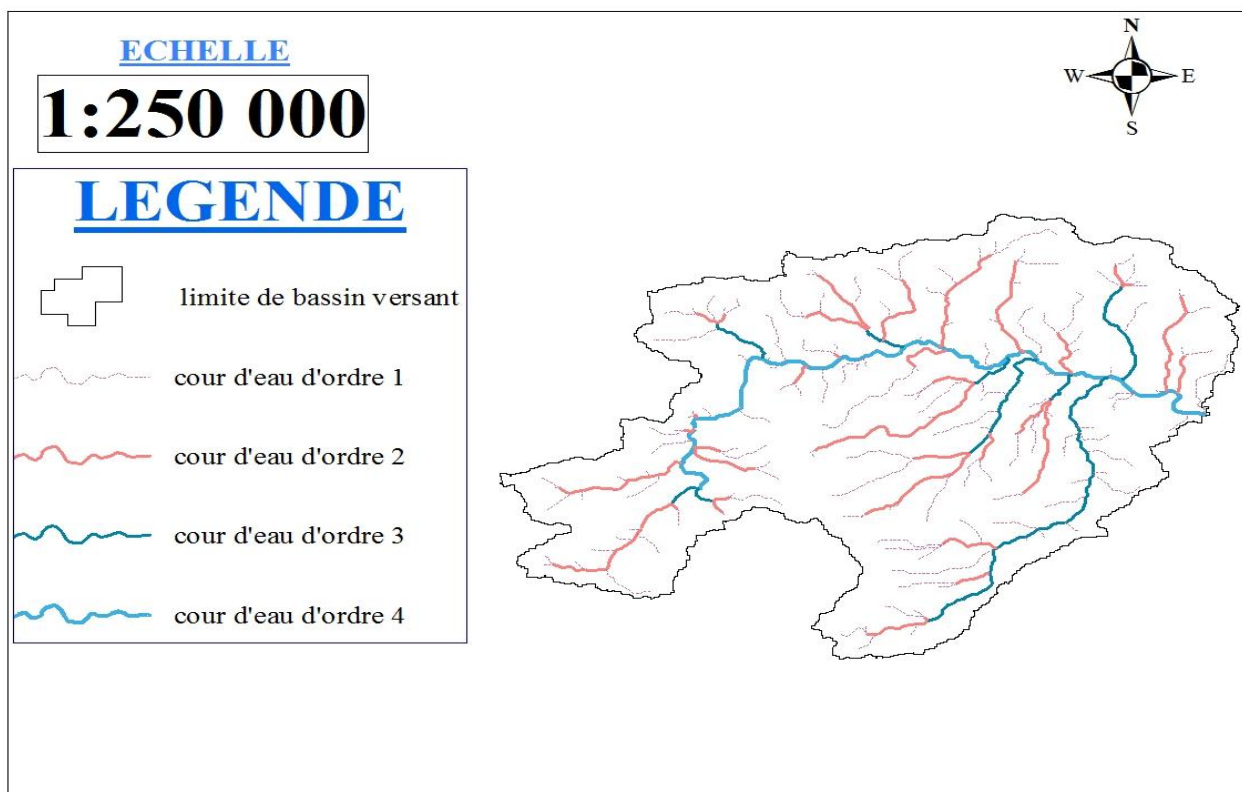 ECHELLE
1:250 000
N
W E
S
LEGENDE
limite de bassin versant
cour d'eau d'ordre 1
cour d'eau d'ordre 2
cour d'eau d'ordre 3
cour d'eau d'ordre 4